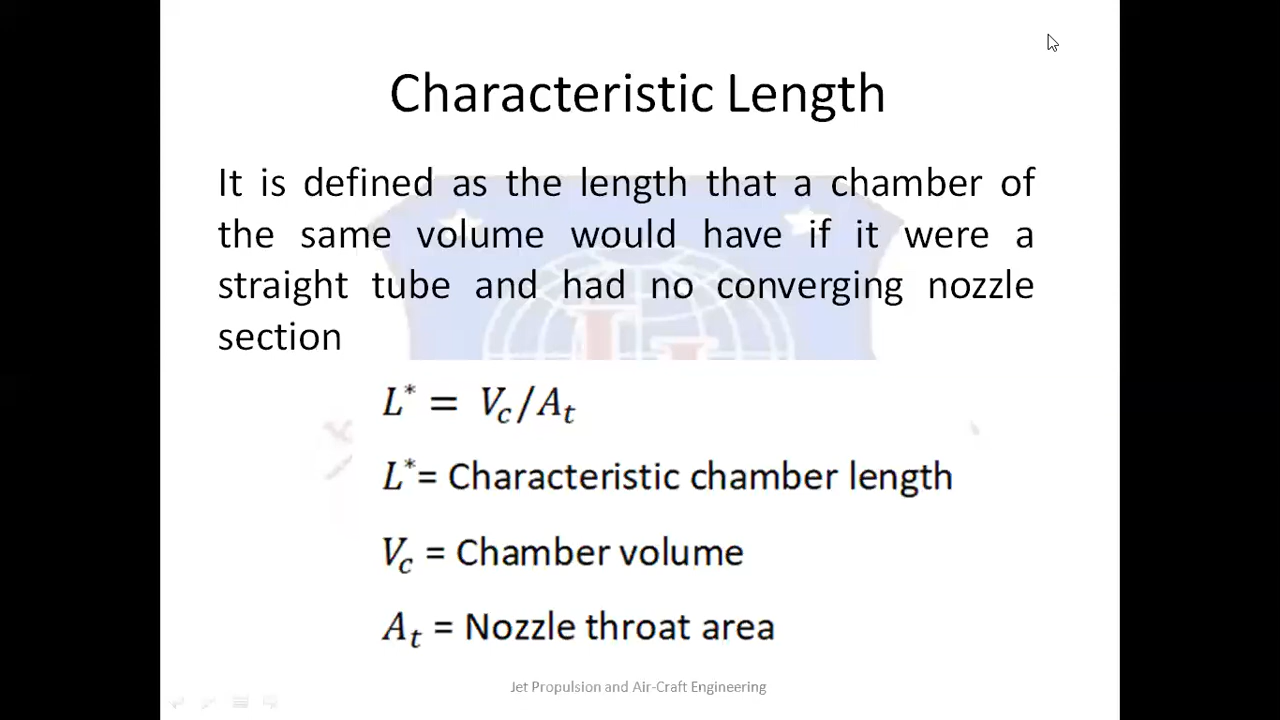 Characteristic Length
It is defined as the length that a chamber of
the same volume would have if it were a
straight tube and had no converging nozzle
section
L* = Vc/At
L*= Characteristic chamber length
Vc = Chamber volume
At = Nozzle throat area
Jet Propulsion and Air-Craft Engineering